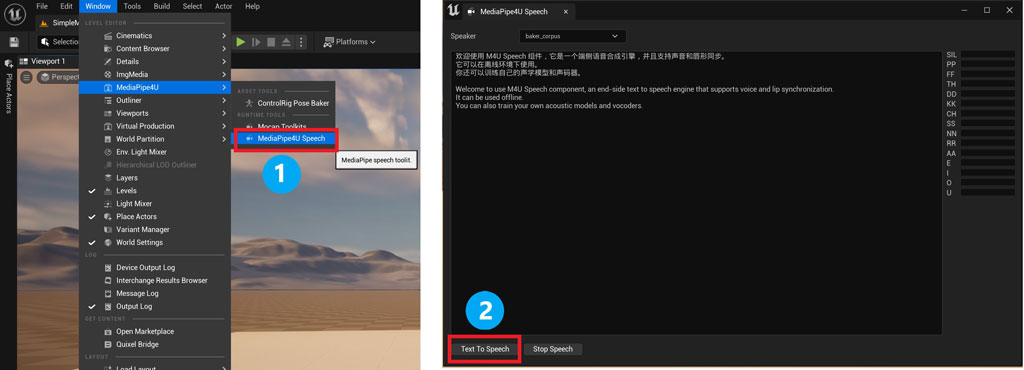 File Edit Window Tools Build Select Actor Help
SimpleM
Selection
Platforms
Place Actors
Viewport 1
Perspect
LEVEL EDITOR
Cinematics
Content Browser
Details
ImgMedia
MediaPipe4U
Outliner
Viewports
Virtual Production
World Partition
Env. Light Mixer
Hierarchical LOD Outliner
Layers
Levels
Light Mixer
Place Actors
Variant Manager
World Settings
LOG
Device Output Log
Interchange Results Browser
Message Log
Output Log
GET CONTENT
Open Marketplace
Quixel Bridge
LAYOUT
Load Layout
ASSET TOOLS
ControlRig Pose Baker
RUNTIME TOOLS
Mocap Toolkits
MediaPipe4U Speech
MediaPipe speech toolit.
1
MediaPipe4U Speech
Speaker baker_corpus
欢迎使用 M4U Speech 组件，它是一个端侧语音合成引擎，并且支持声音和唇形同步。
它可以在离线环境下使用。
你还可以训练自己的声学模型和声码器。
Welcome to use M4U Speech component, an end-side text to speech engine that supports voice and lip synchronization.
It can be used offline.
You can also train your own acoustic models and vocoders.
SIL
PP
FF
TH
DD
KK
CH
SS
NN
RR
AA
E
I
O
U
2
Text To Speech
Stop Speech